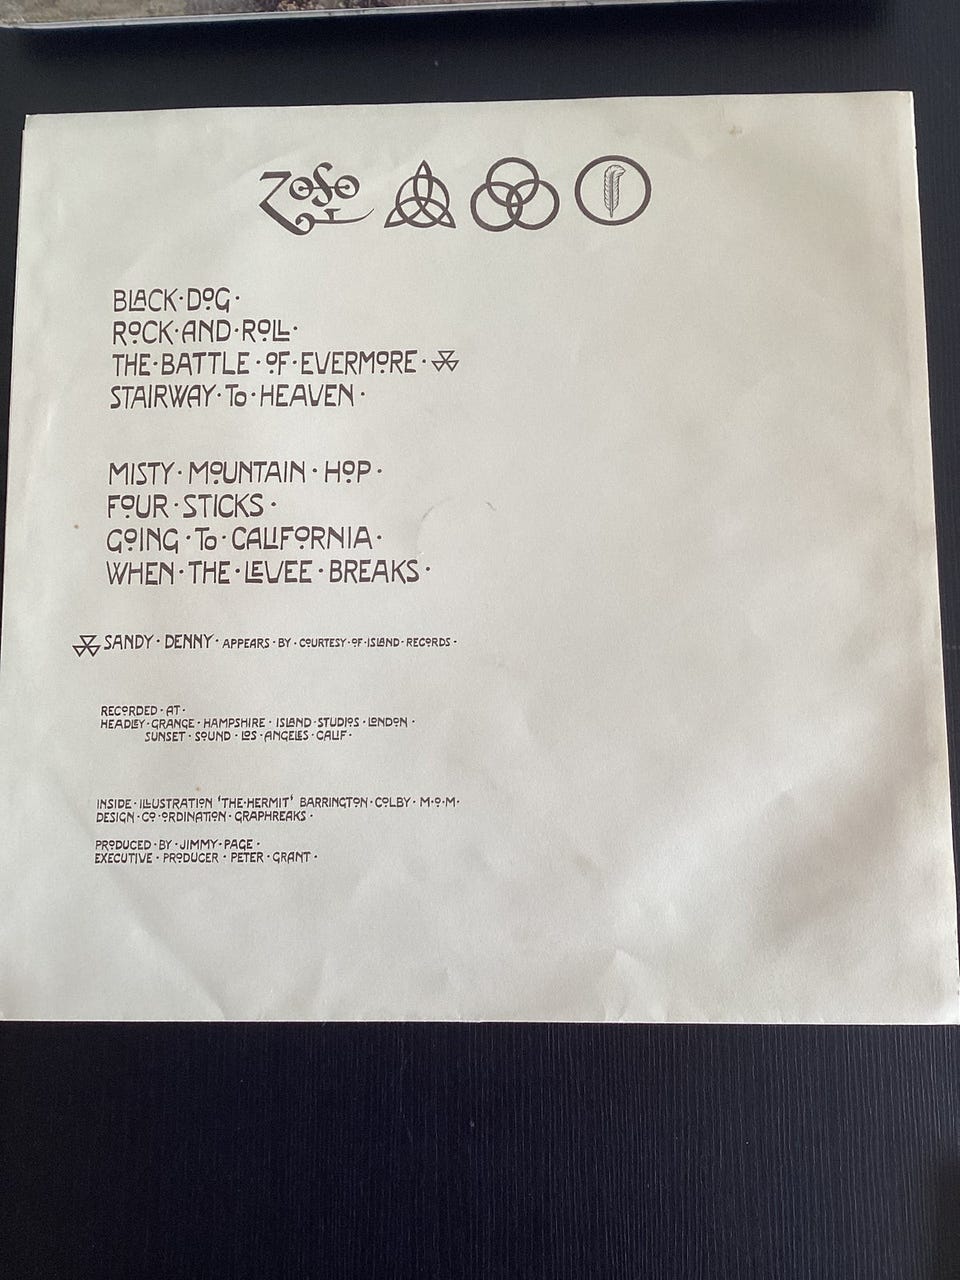 ZoSo
BLACK·DOG·
ROCK·AND·ROLL·
THE·BATTLE·OF·EVERMORE·
STAIRWAY·To·HEAVEN·
MISTY·MOUNTAIN·HOP·
FOUR·STICKS·
GOING·To·CALIFORNIA·
WHEN·THE·LEVEE·BREAKS·
SANDY·DENNY·APPEARS·BY·COURTESY·OF·ISLAND·RECORDS·
RECORDED·AT·
HEADLEY·GRANGE·HAMPSHIRE·ISLAND·STUDIOS·LONDON·
SUNSET·SOUND·LOS·ANGELES·CALIF·
INSIDE·ILLUSTRATION 'THE·HERMIT' BARRINGTON·COLBY·M·O·M·
DESIGN·CO·ORDINATION·GRAPHREAKS·
PRODUCED·BY·JIMMY·PAGE·
EXECUTIVE·PRODUCER·PETER·GRANT·